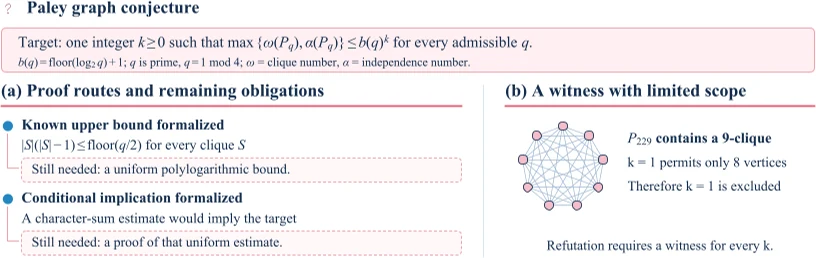 ? Paley graph conjecture
Target: one integer k≥0 such that max {ω(P_q), α(P_q)} ≤ b(q)^k for every admissible q.
b(q)=floor(log₂q)+1; q is prime, q=1 mod 4; ω = clique number, α = independence number.
(a) Proof routes and remaining obligations
Known upper bound formalized
|S|(|S|−1)≤floor(q/2) for every clique S
Still needed: a uniform polylogarithmic bound.
Conditional implication formalized
A character-sum estimate would imply the target
Still needed: a proof of that uniform estimate.
(b) A witness with limited scope
P₂₂₉ contains a 9-clique
k = 1 permits only 8 vertices
Therefore k = 1 is excluded
Refutation requires a witness for every k.